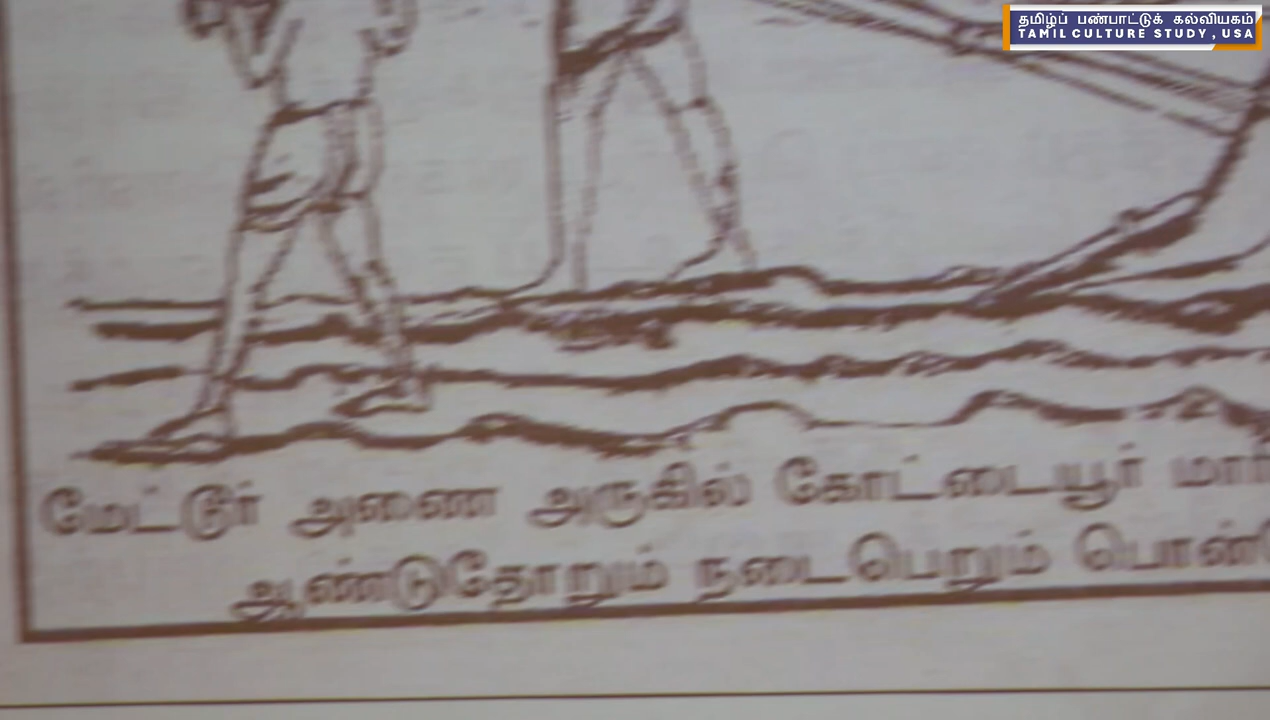 தமிழ்ப் பண்பாட்டுக் கல்வியகம்
TAMIL CULTURE STUDY, USA
மேட்டூர் அணை அருகில் கோட்டையூர்
ஆண்டுதோறும் நடைபெறும்